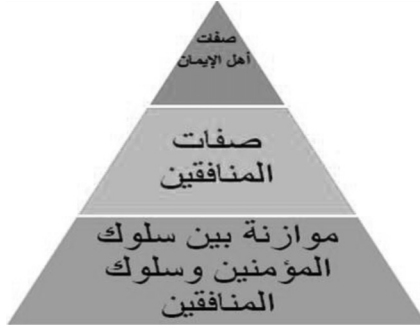 صفات
أهل الإيمان
صفات
المنافقين
موازنة بين سلوك
المؤمنين وسلوك
المنافقين